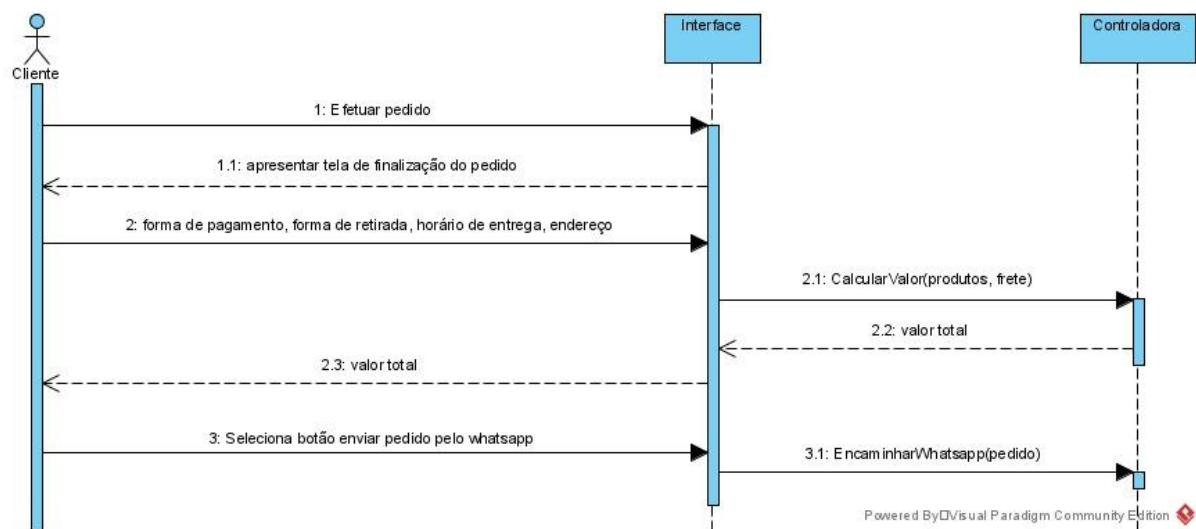 Interface
Controladora
Cliente
1: Efetuar pedido
1.1: apresentar tela de finalização do pedido
2: forma de pagamento, forma de retirada, horário de entrega, endereço
2.1: CalcularValor(produtos, frete)
2.2: valor total
2.3: valor total
3: Seleciona botão enviar pedido pelo whatsapp
3.1: EncaminharWhatsapp(pedido)
Powered By□Visual Paradigm Community Edition